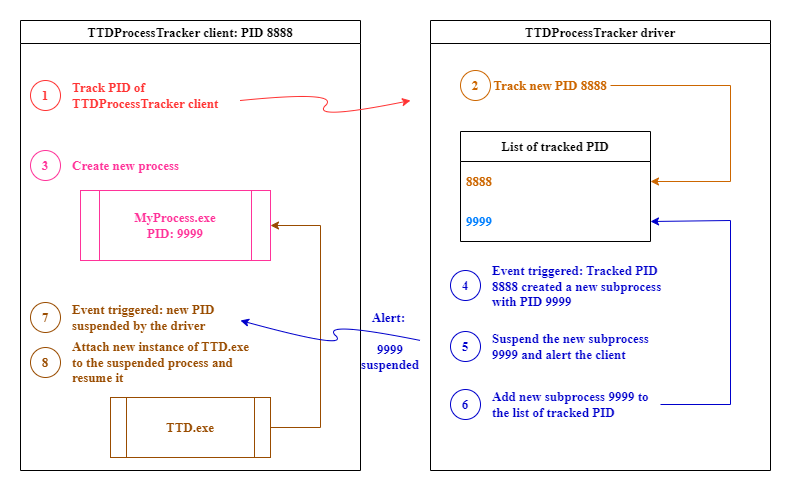 TTDProcessTracker client: PID 8888
1
Track PID of
TTDProcessTracker client
3
Create new process
MyProcess.exe
PID: 9999
7
Event triggered: new PID
suspended by the driver
8
Attach new instance of TTD.exe
to the suspended process and
resume it
TTD.exe
Alert:
9999
suspended
TTDProcessTracker driver
2
Track new PID 8888
List of tracked PID
8888
9999
4
Event triggered: Tracked PID
8888 created a new subprocess
with PID 9999
5
Suspend the new subprocess
9999 and alert the client
6
Add new subprocess 9999 to
the list of tracked PID